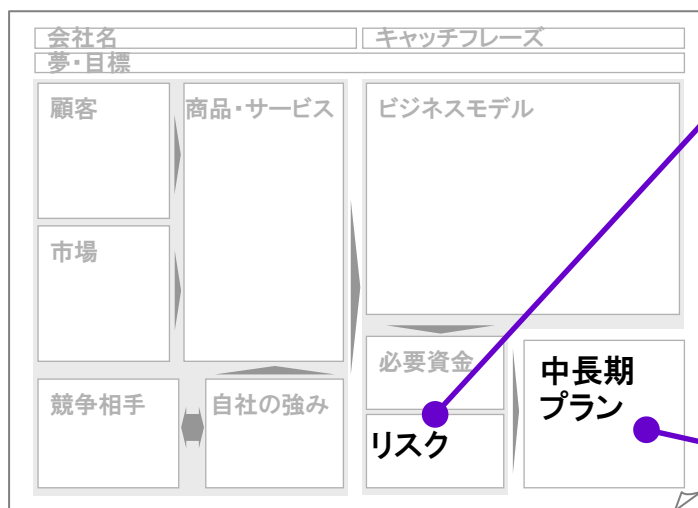 会社名
キャッチフレーズ
夢・目標
顧客
商品・サービス
ビジネスモデル
市場
必要資金
中長期
プラン
競争相手
自社の強み
リスク